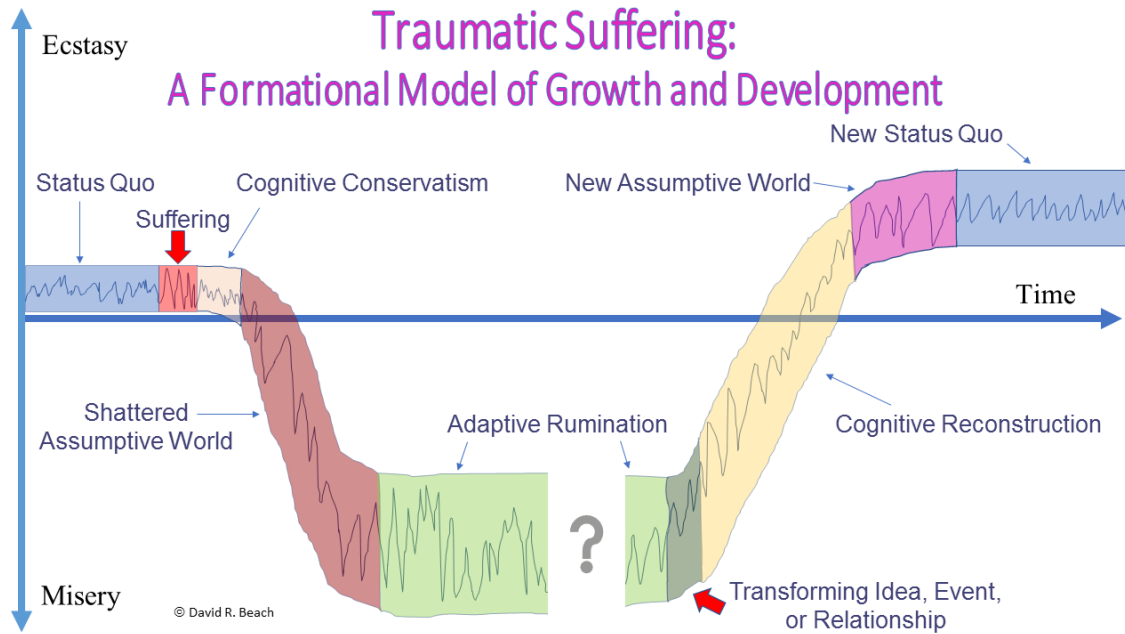 Ecstasy
Traumatic Suffering:
A Formational Model of Growth and Development
New Status Quo
Status Quo
Cognitive Conservatism
New Assumptive World
Suffering
Time
Shattered
Assumptive World
Adaptive Rumination
Cognitive Reconstruction
?
Misery
© David R. Beach
Transforming Idea, Event,
or Relationship